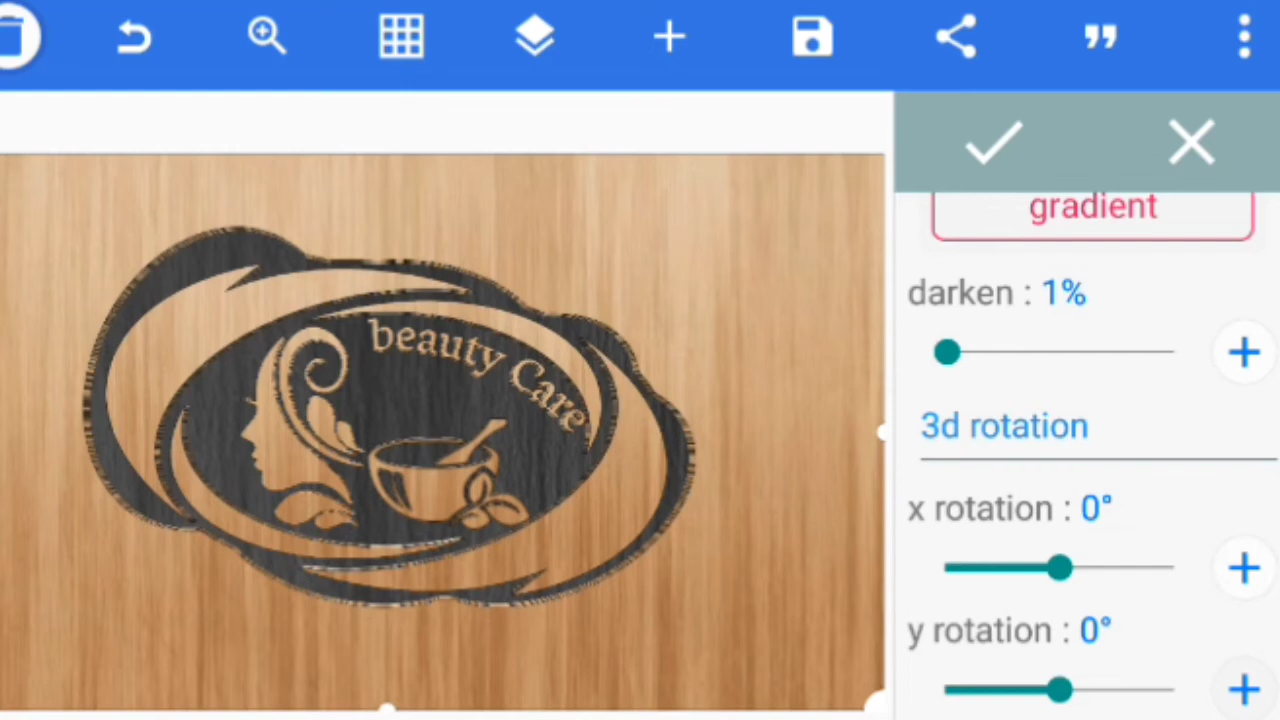 gradient
darken : 1%
3d rotation
x rotation : 0°
y rotation : 0°
beauty Care